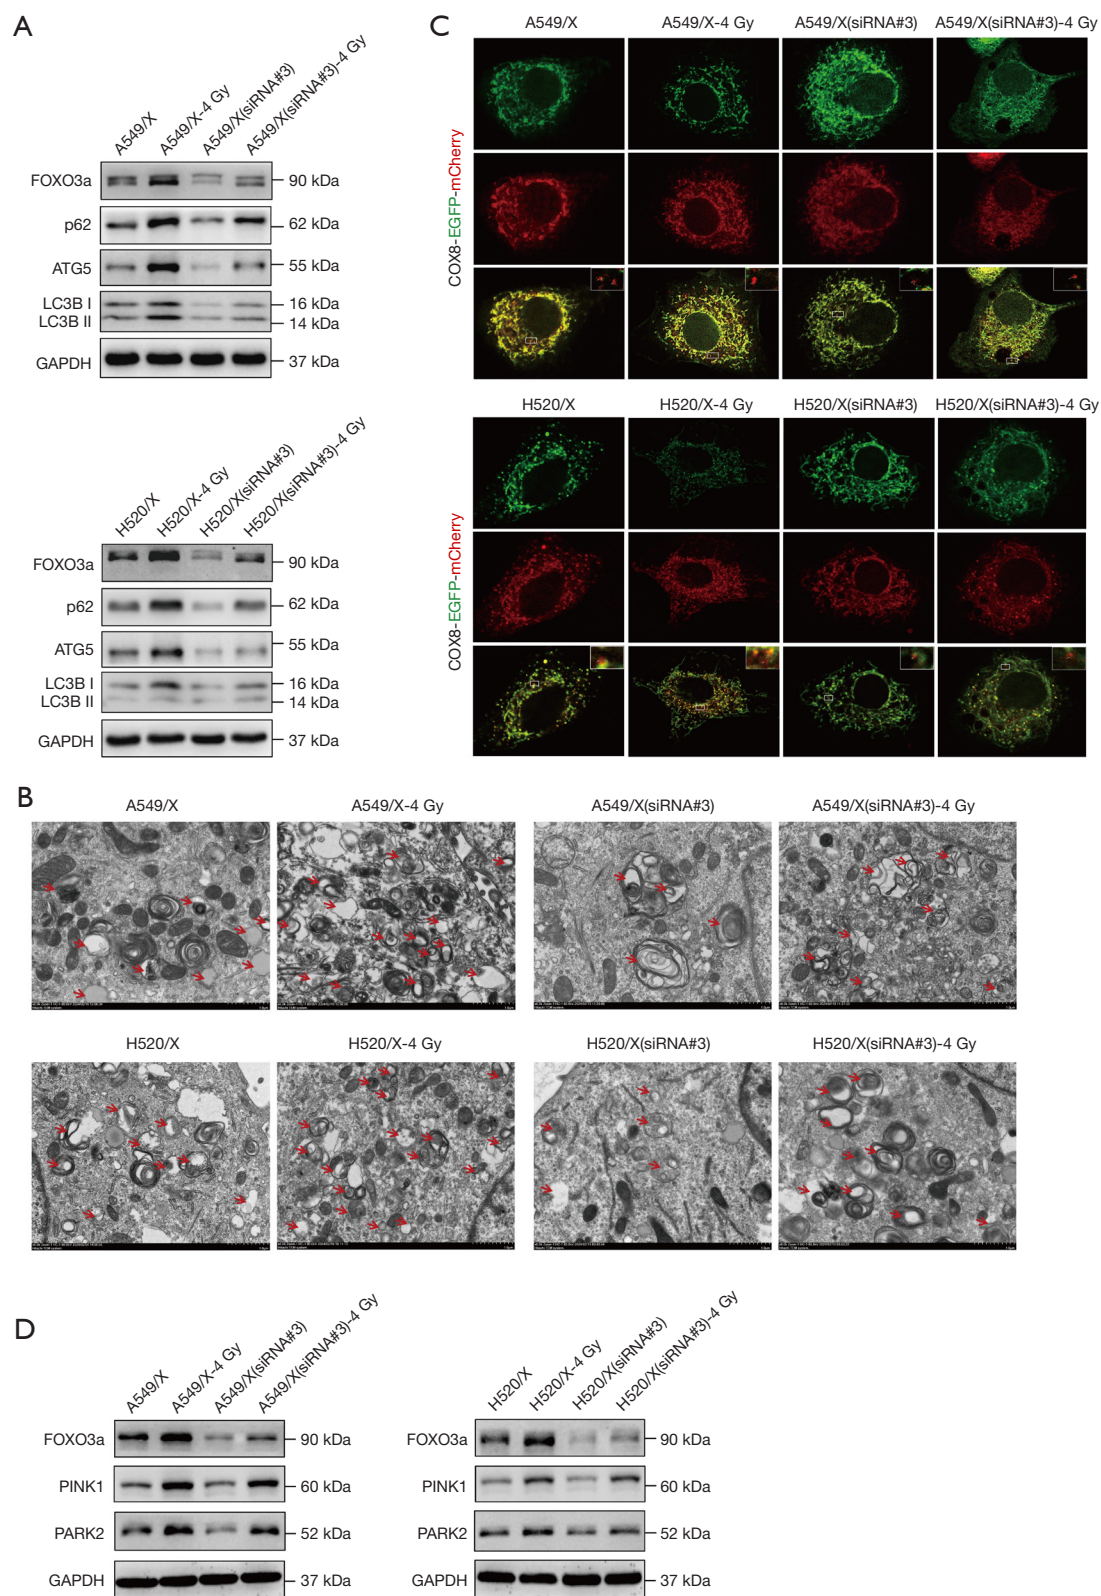 A
A549/X
A549/X-4 Gy
A549/X(siRNA#3)
A549/X(siRNA#3)-4 Gy
FOXO3a
90 kDa
p62
62 kDa
ATG5
55 kDa
LC3B I
16 kDa
LC3B II
14 kDa
GAPDH
37 kDa
H520/X
H520/X-4 Gy
H520/X(siRNA#3)
H520/X(siRNA#3)-4 Gy
FOXO3a
90 kDa
p62
62 kDa
ATG5
55 kDa
LC3B I
16 kDa
LC3B II
14 kDa
GAPDH
37 kDa
C
A549/X
A549/X-4 Gy
A549/X(siRNA#3)
A549/X(siRNA#3)-4 Gy
COX8-EGFP-mCherry
H520/X
H520/X-4 Gy
H520/X(siRNA#3)
H520/X(siRNA#3)-4 Gy
COX8-EGFP-mCherry
B
A549/X
A549/X-4 Gy
A549/X(siRNA#3)
A549/X(siRNA#3)-4 Gy
H520/X
H520/X-4 Gy
H520/X(siRNA#3)
H520/X(siRNA#3)-4 Gy
D
A549/X
A549/X-4 Gy
A549/X(siRNA#3)
A549/X(siRNA#3)-4 Gy
FOXO3a
90 kDa
PINK1
60 kDa
PARK2
52 kDa
GAPDH
37 kDa
H520/X
H520/X-4 Gy
H520/X(siRNA#3)
H520/X(siRNA#3)-4 Gy
FOXO3a
90 kDa
PINK1
60 kDa
PARK2
52 kDa
GAPDH
37 kDa